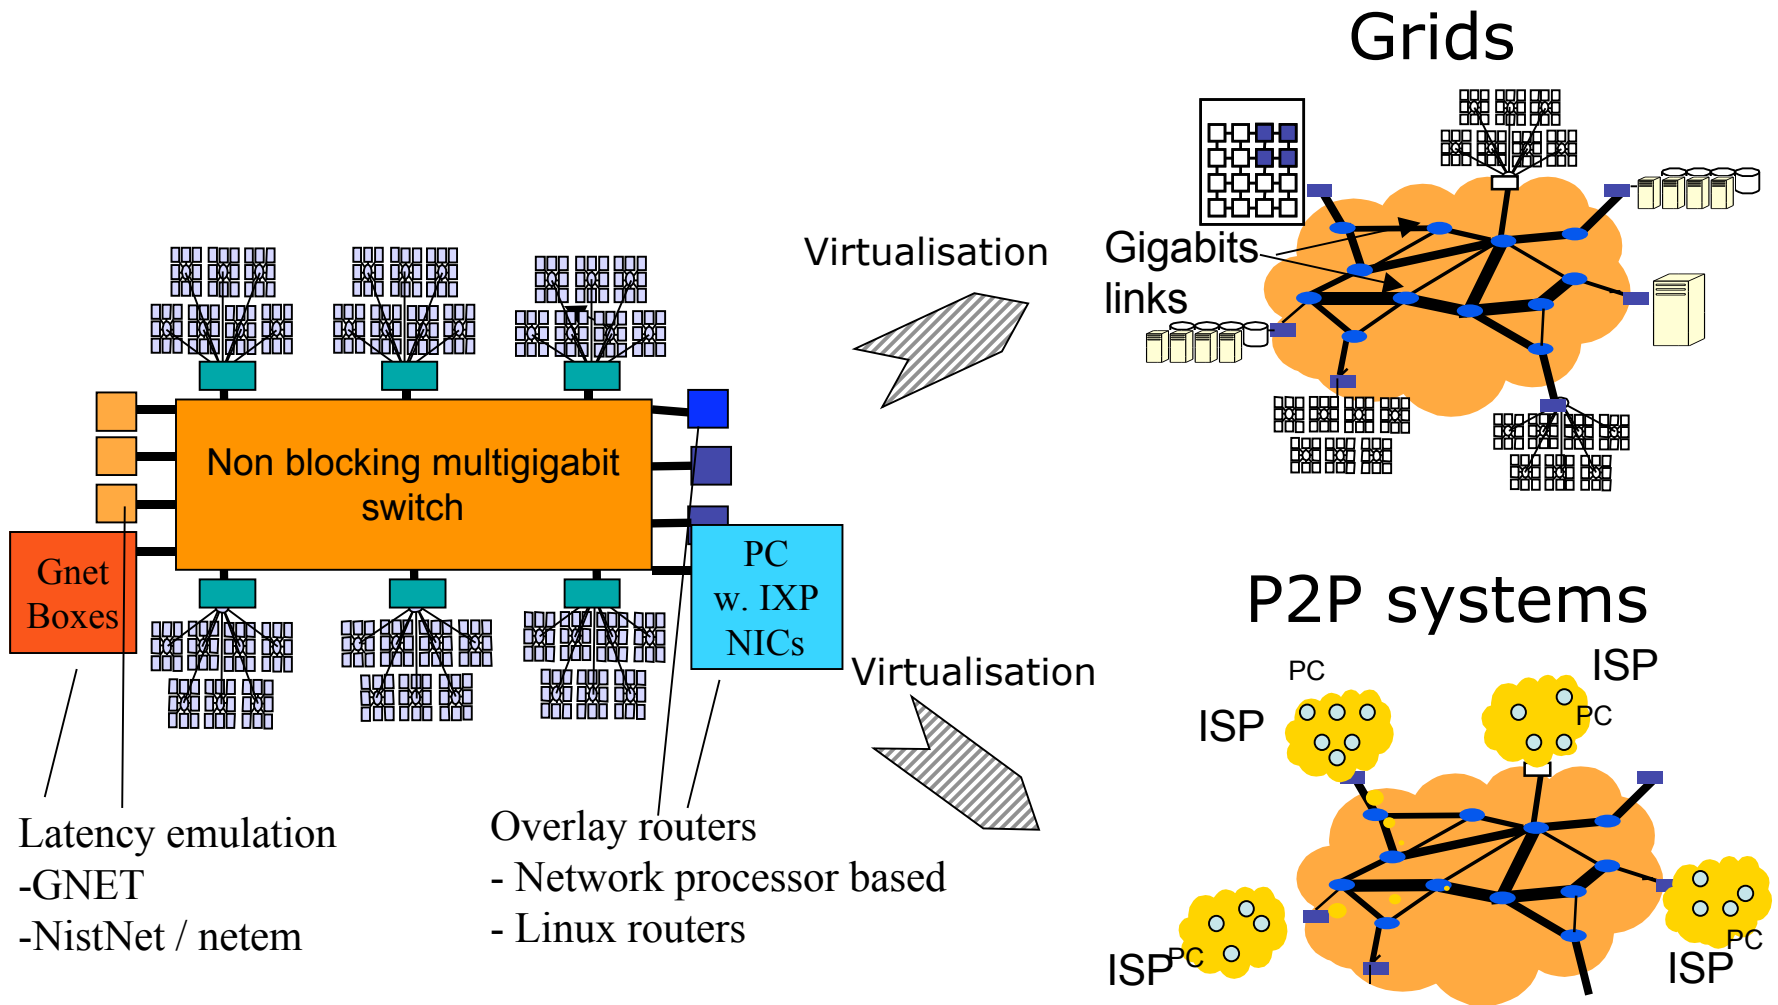 Grids
Virtualisation
Gigabits
links
Non blocking multigigabit
switch
Gnet
Boxes
PC
w. IXP
NICs
P2P systems
Virtualisation
PC
ISP
ISP
PC
Latency emulation
-GNET
-NistNet / netem
Overlay routers
- Network processor based
- Linux routers
ISP
PC
PC
ISP